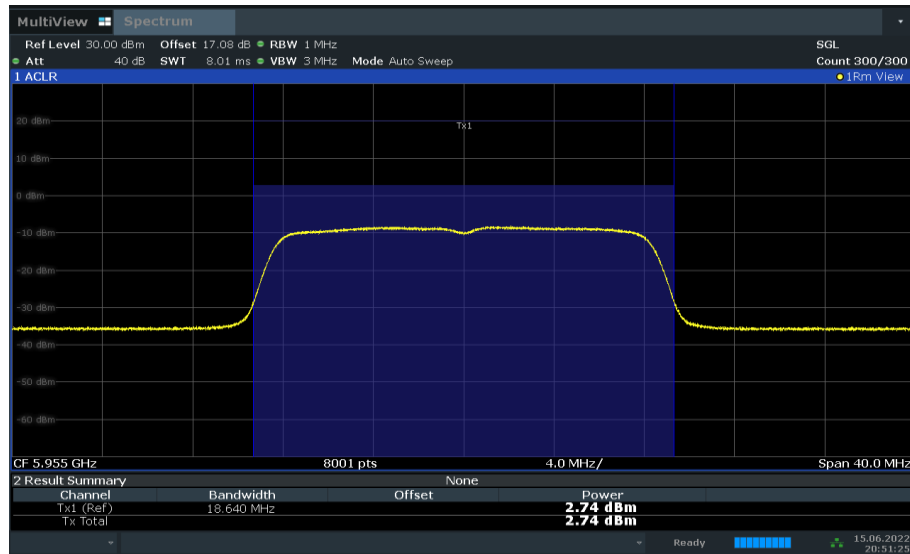 MultiView Spectrum
Ref Level 30.00 dBm Offset 17.08 dB RBW 1 MHz SGL
Att 40 dB SWT 8.01 ms VBW 3 MHz Mode Auto Sweep Count 300/300
1 ACLR 1Rm View
20 dBm
Tx1
10 dBm
0 dBm
-10 dBm
-20 dBm
-30 dBm
-40 dBm
-50 dBm
-60 dBm
CF 5.955 GHz 8001 pts 4.0 MHz/ Span 40.0 MHz
2 Result Summary None
Channel Bandwidth Offset Power
Tx1 (Ref) 18.640 MHz 2.74 dBm
Tx Total 2.74 dBm
Ready 15.06.2022
20:51:25